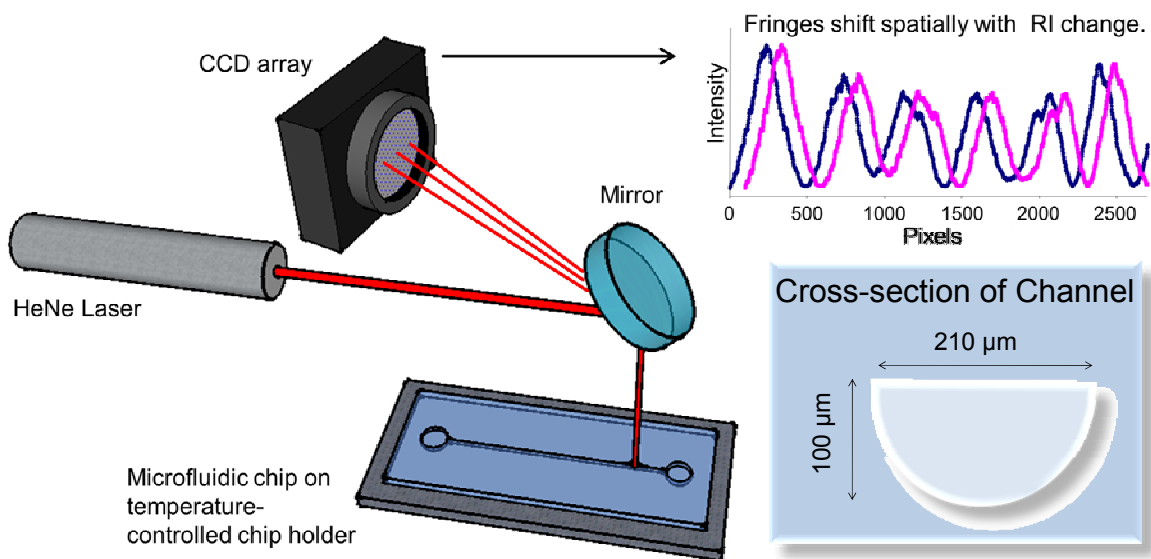 Fringes shift spatially with RI change.
CCD array
Intensity
0 500 1000 1500 2000 2500
Pixels
Mirror
HeNe Laser
Cross-section of Channel
210 µm
100 µm
Microfluidic chip on
temperature-
controlled chip holder